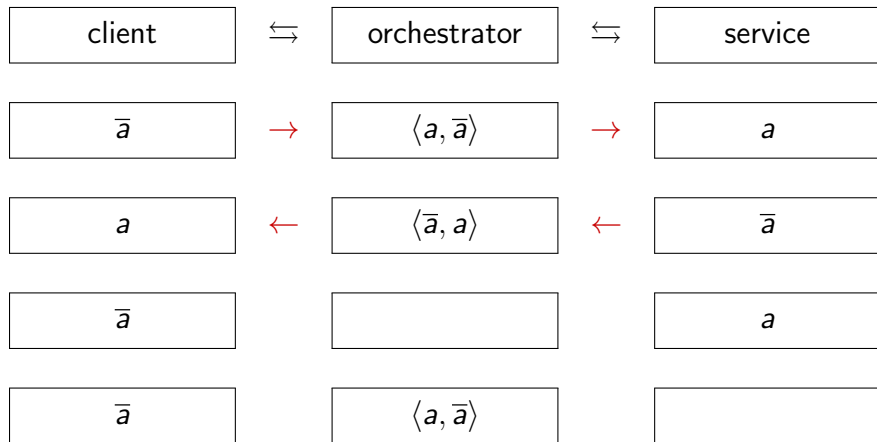 client ⇆ orchestrator ⇆ service
a̅ → ⟨a, a̅⟩ → a
a ← ⟨a̅, a⟩ ← a̅
a̅ a
a̅ ⟨a, a̅⟩